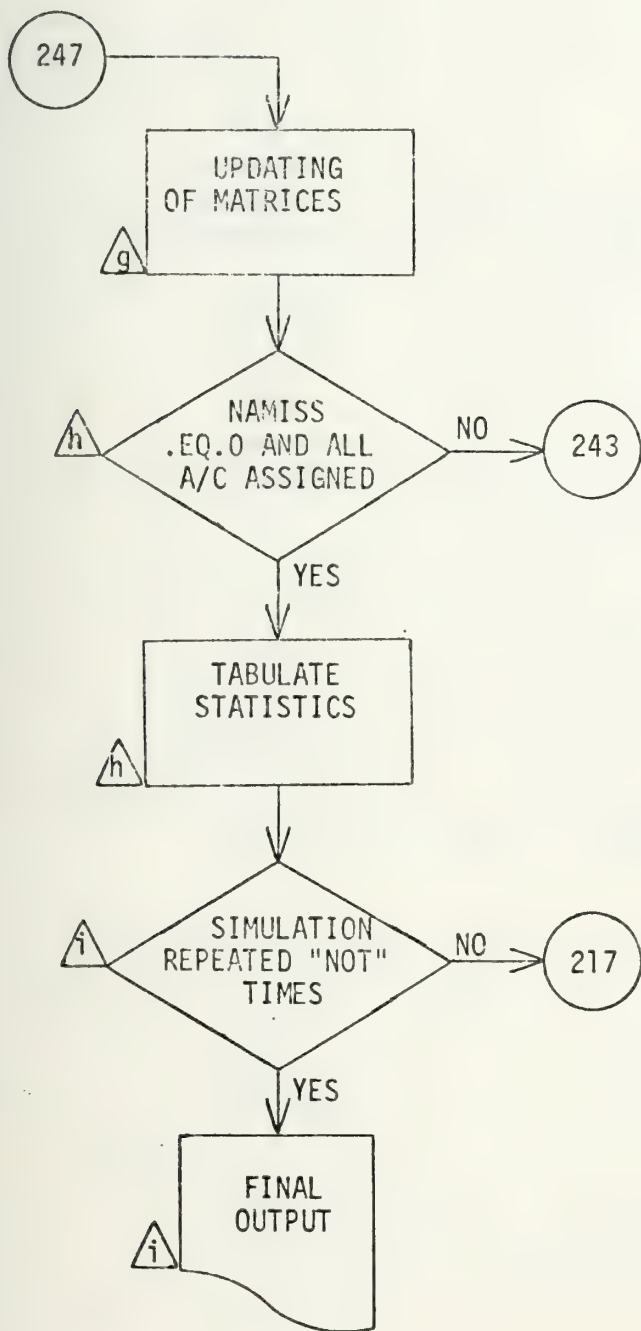 247
UPDATING
OF MATRICES
g
NAMISS
.EQ.0 AND ALL
A/C ASSIGNED
h
NO
243
YES
TABULATE
STATISTICS
h
SIMULATION
REPEATED "NOT"
TIMES
i
NO
217
YES
FINAL
OUTPUT
i